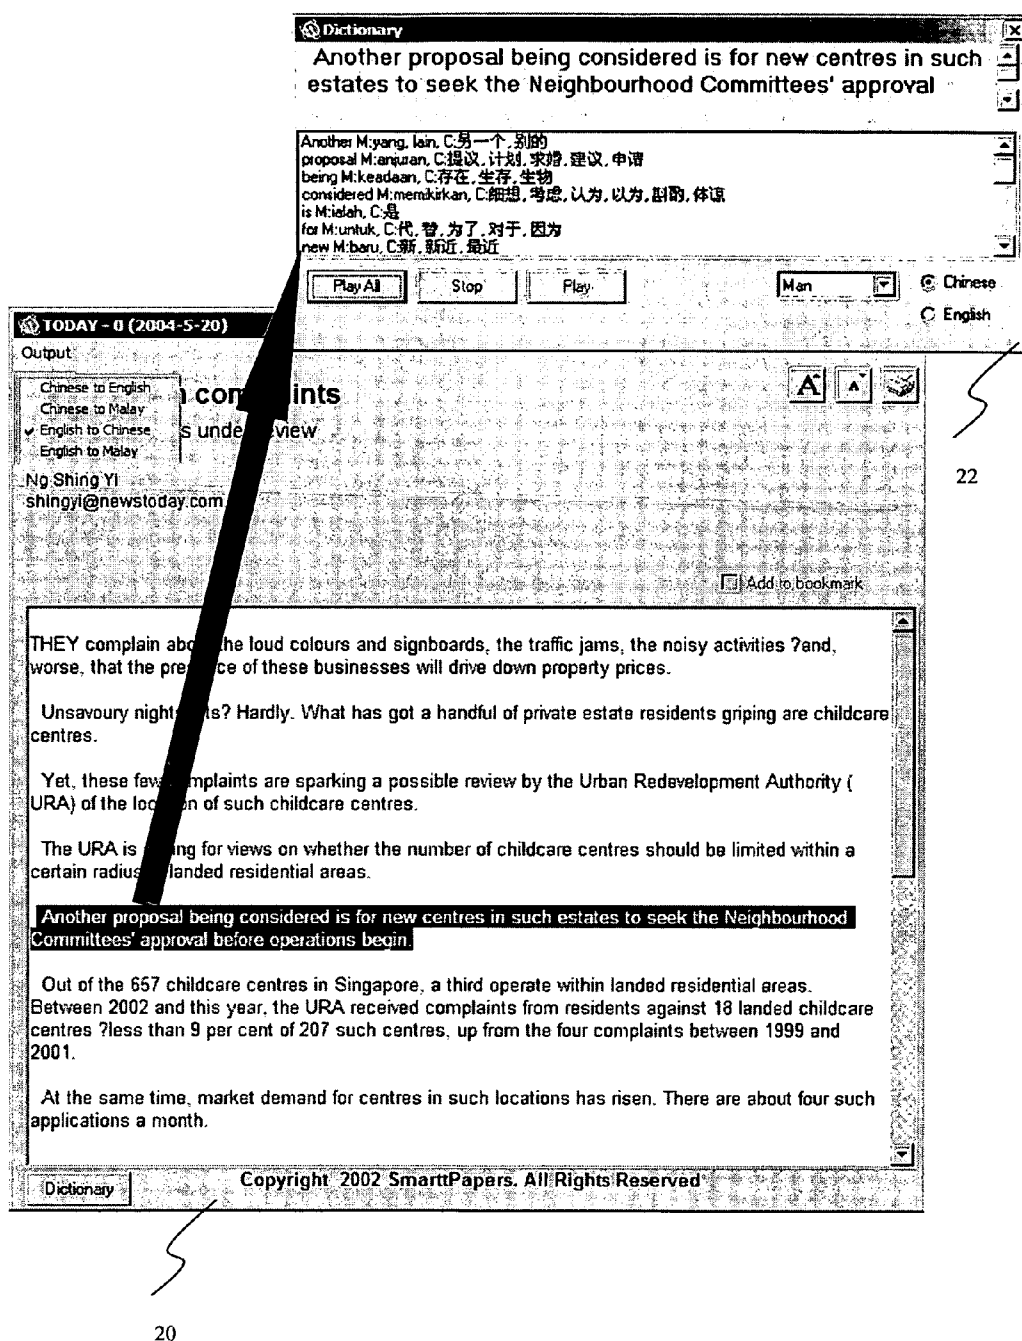 Dictionary
Another proposal being considered is for new centres in such
estates to seek the Neighbourhood Committees' approval
Another M:yang, lain, C:另一个,别的
proposal M:anjuran, C:提议,计划,求婚,建议,申请
being M:keadaan, C:存在,生存,生物
considered M:memikirkan, C:细想,考虑,认为,以为,斟酌,体谅
is M:ialah, C:是
for M:untuk, C:代,替,为了,对于,因为
new M:baru, C:新,新近,最近
Play All Stop Play Man Chinese
English
22
TODAY - 0 (2004-5-20)
Output
Chinese to English
Chinese to Malay
English to Chinese
English to Malay
ints
s unde view
A A
Ng Shing Yi
shingyi@newstoday.com
Add to bookmark
THEY complain abo the loud colours and signboards, the traffic jams, the noisy activities ?and,
worse, that the pre ce of these businesses will drive down property prices.
Unsavoury night s? Hardly. What has got a handful of private estate residents griping are childcare
centres.
Yet, these few mplaints are sparking a possible review by the Urban Redevelopment Authority (
URA) of the loc n of such childcare centres.
The URA is ng for views on whether the number of childcare centres should be limited within a
certain radius landed residential areas.
Another proposal being considered is for new centres in such estates to seek the Neighbourhood
Committees' approval before operations begin.
Out of the 657 childcare centres in Singapore, a third operate within landed residential areas.
Between 2002 and this year, the URA received complaints from residents against 18 landed childcare
centres ?less than 9 per cent of 207 such centres, up from the four complaints between 1999 and
2001.
At the same time, market demand for centres in such locations has risen. There are about four such
applications a month.
Dictionary Copyright 2002 SmarttPapers. All Rights Reserved
20